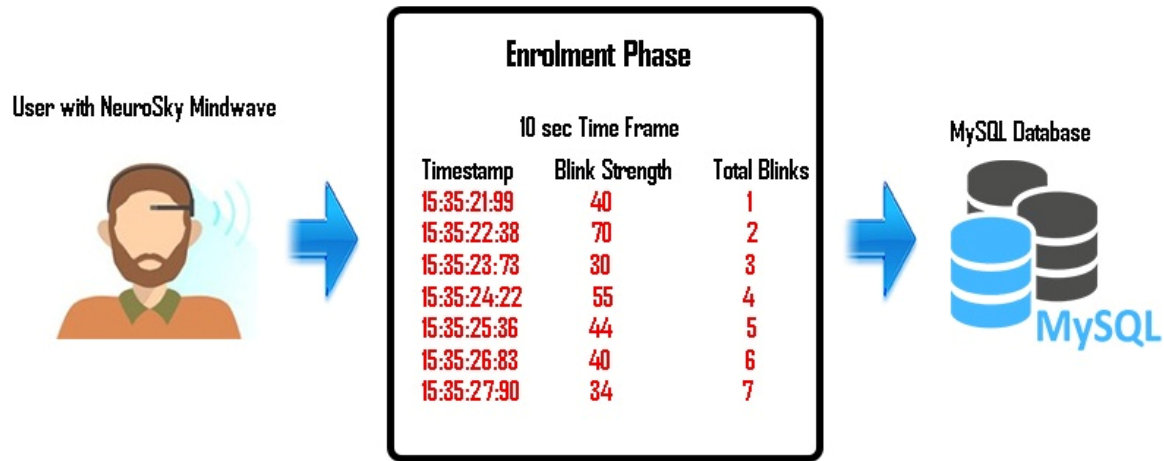 User with NeuroSky Mindwave
Enrolment Phase
10 sec Time Frame
Timestamp Blink Strength Total Blinks
15:35:21:99 40 1
15:35:22:38 70 2
15:35:23:73 30 3
15:35:24:22 55 4
15:35:25:36 44 5
15:35:26:83 40 6
15:35:27:90 34 7
MySQL Database
MySQL